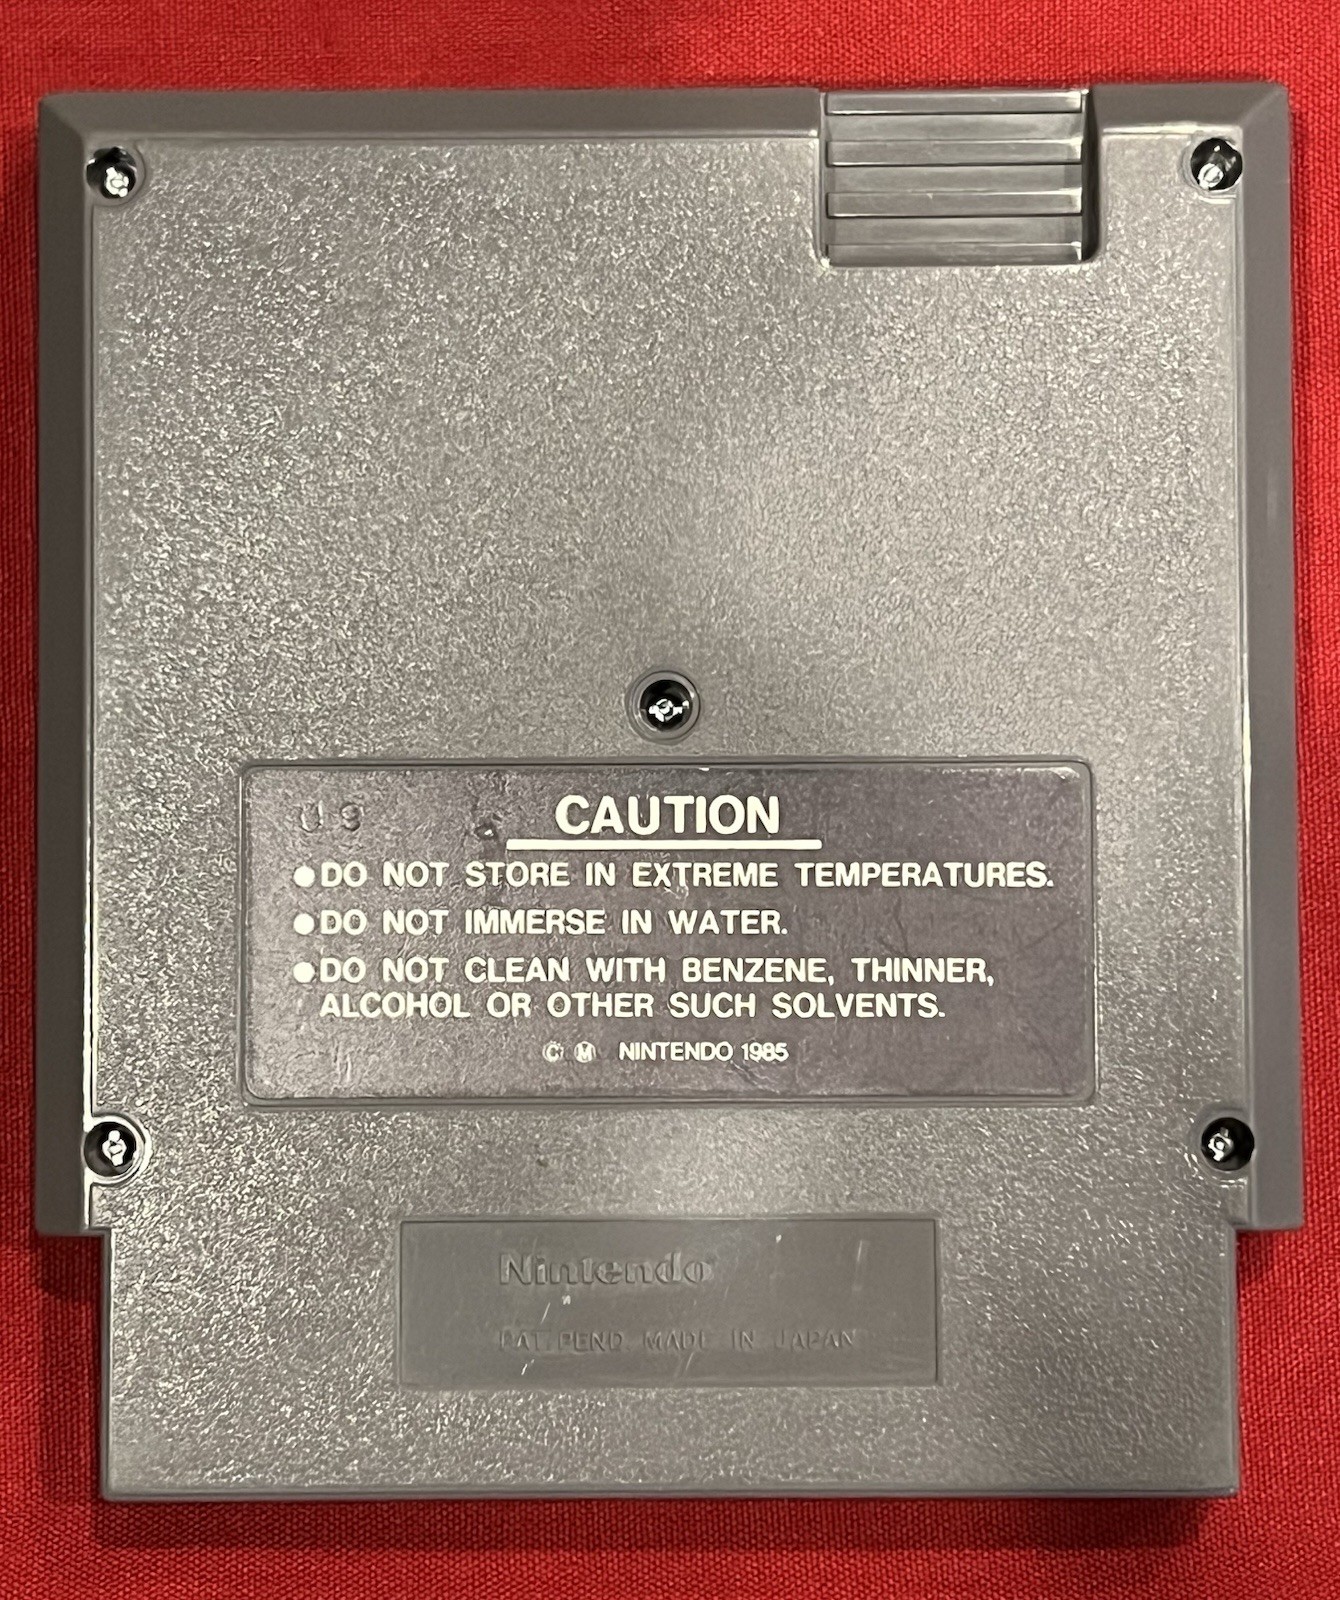 U 9
CAUTION
●DO NOT STORE IN EXTREME TEMPERATURES.
●DO NOT IMMERSE IN WATER.
●DO NOT CLEAN WITH BENZENE, THINNER,
ALCOHOL OR OTHER SUCH SOLVENTS.
© Ⓜ NINTENDO 1985
Nintendo
PAT. PEND. MADE IN JAPAN